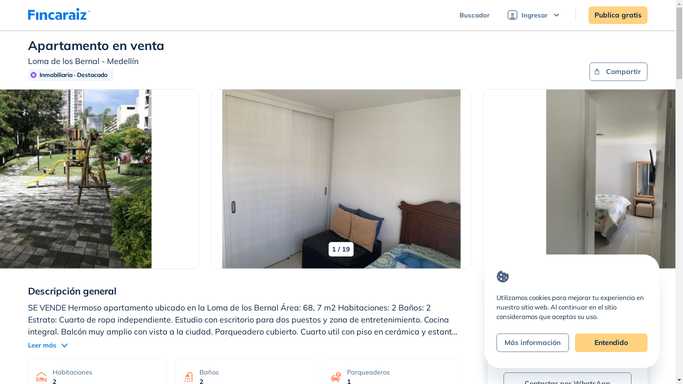 Fincaraiz
Buscador
Ingresar
Publica gratis
Apartamento en venta
Loma de los Bernal - Medellín
Inmobiliaria · Destacado
Compartir
1 / 19
Descripción general
SE VENDE Hermoso apartamento ubicado en la Loma de los Bernal Área: 68, 7 m2 Habitaciones: 2 Baños: 2
Estrato: Cuarto de ropa independiente. Estudio con escritorio para dos puestos y zona de entretenimiento. Cocina
integral. Balcón muy amplio con vista a la ciudad. Parqueadero cubierto. Cuarto util con piso en cerámica y estant...
Leer más
Habitaciones
2
Baños
2
Parqueaderos
1
Utilizamos cookies para mejorar tu experiencia en
nuestro sitio web. Al continuar en el sitio
consideramos que aceptas su uso.
Más información
Entendido
Contactar por WhatsApp